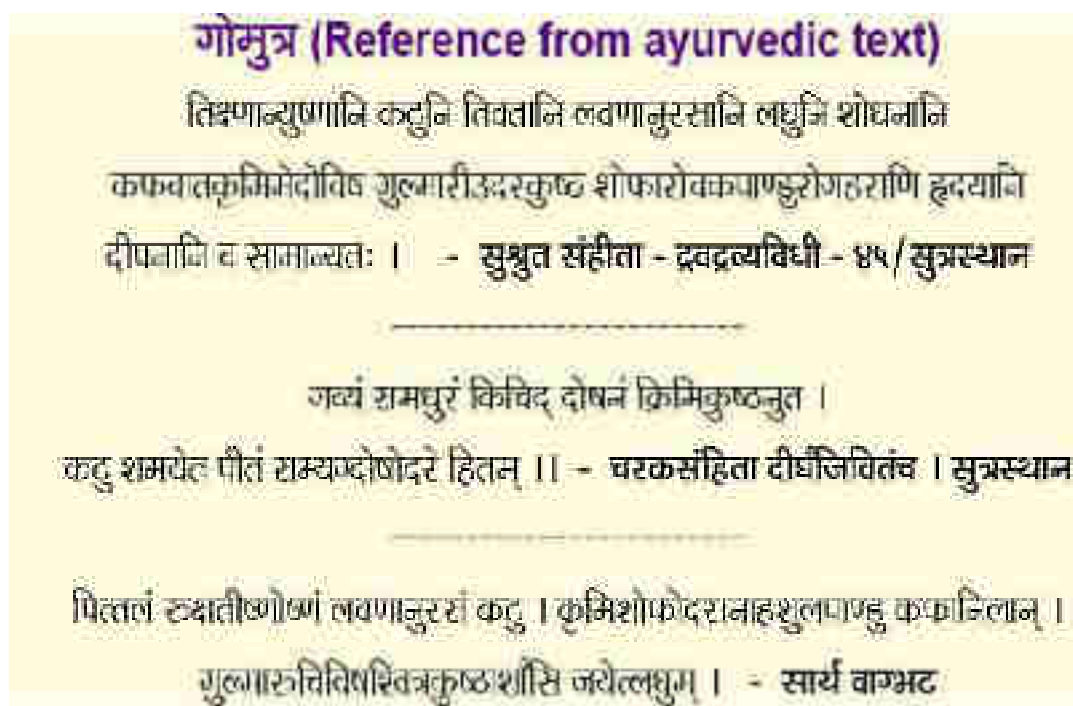 गोमुत्र (Reference from ayurvedic text)
तिक्ष्णान्युष्णानि कटुनि तिक्तानि लवणानुरसानि लघुनि शोधनानि
कफवातकृमिमेदोविष गुल्मारीउदरकुष्ठ शोफारोचकपाण्डुरोगहराणि हृदयानि
दीपनानि च सामान्यतः । - सुश्रुत संहीता - द्रवद्रव्यविधी - ४५/सुत्रस्थान
गव्यं समधुरं किचिद् दोषनं क्रिमिकुष्ठनुत ।
कटु शमयेत पीतं सम्यग्दोषोदरे हितम् ।। - चरकसंहिता दीर्घंजिवितंच । सुत्रस्थान
पित्तलं रुक्षतीष्णोष्णं लवणानुरसं कटु । कृमिशोफोदरानाहशुलपाण्डु कफानिलान् ।
गुल्मारुचिविषश्वित्रकुष्ठार्शांसि जयेत्लघुम् । - सार्थ वाग्भट